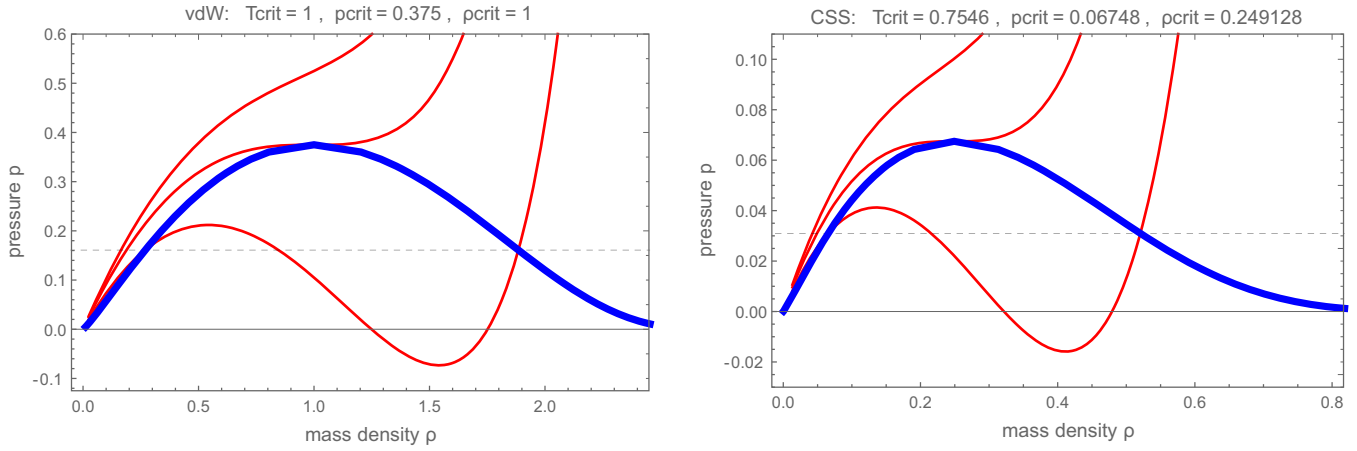 vdW: Tcrit = 1 , pcrit = 0.375 , ρcrit = 1
0.6
0.5
0.4
0.3
0.2
0.1
0.0
-0.1
pressure p
0.0 0.5 1.0 1.5 2.0
mass density ρ
CSS: Tcrit = 0.7546 , pcrit = 0.06748 , ρcrit = 0.249128
0.10
0.08
0.06
0.04
0.02
0.00
-0.02
pressure p
0.0 0.2 0.4 0.6 0.8
mass density ρ